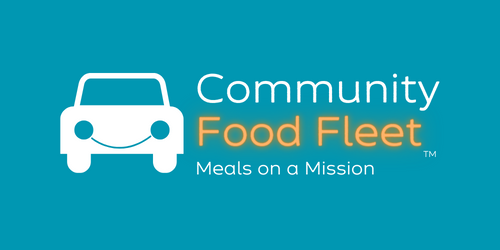 Community
Food Fleet
TM
Meals on a Mission